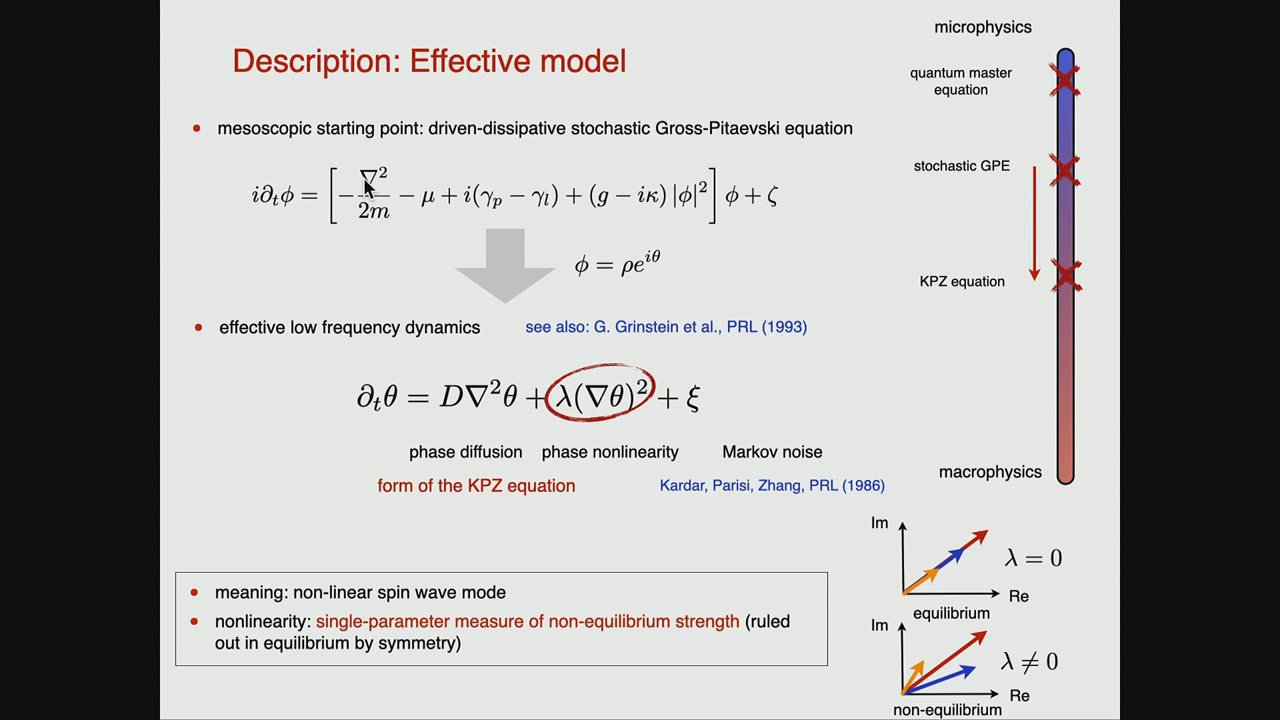 Description: Effective model
• mesoscopic starting point: driven-dissipative stochastic Gross-Pitaevski equation
i∂ₜϕ = [−∇²/2m − μ + i(γₚ − γₗ) + (g − iκ) |ϕ|²] ϕ + ζ
ϕ = ρe^{iθ}
• effective low frequency dynamics
see also: G. Grinstein et al., PRL (1993)
∂ₜθ = D∇²θ + λ(∇θ)² + ξ
phase diffusion
phase nonlinearity
Markov noise
form of the KPZ equation
Kardar, Parisi, Zhang, PRL (1986)
• meaning: non-linear spin wave mode
• nonlinearity: single-parameter measure of non-equilibrium strength (ruled
out in equilibrium by symmetry)
microphysics
quantum master
equation
stochastic GPE
KPZ equation
macrophysics
Im
λ = 0
Re
equilibrium
Im
λ ≠ 0
Re
non-equilibrium